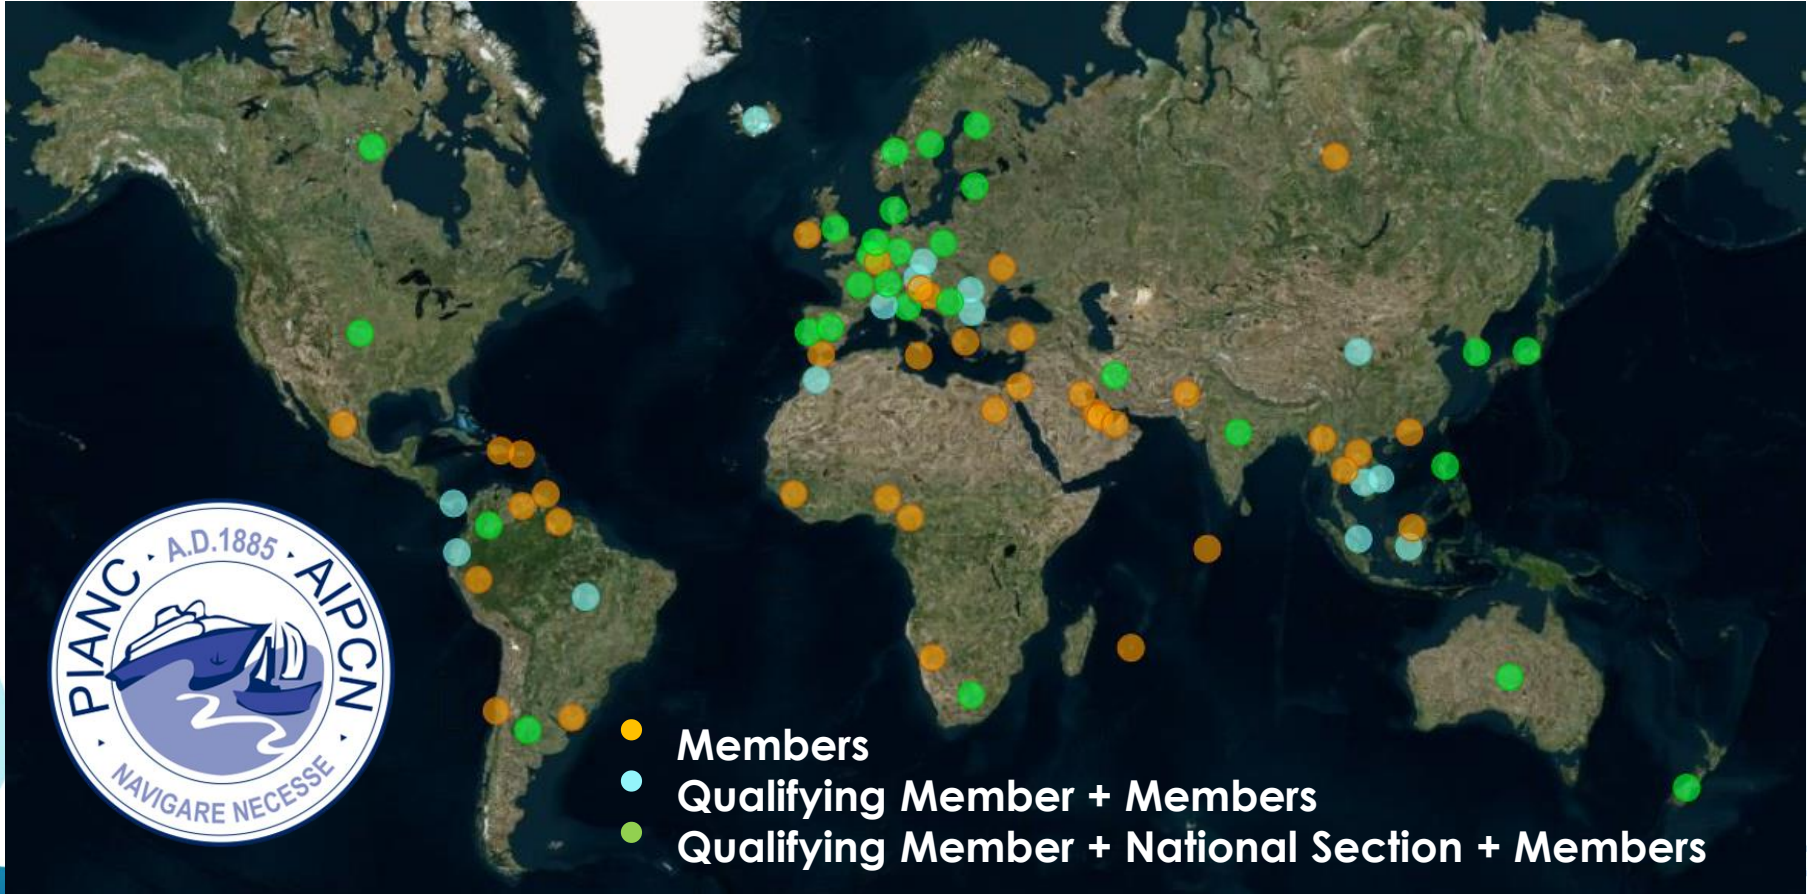 PIANC · A.D.1885 · AIPCN
· NAVIGARE NECESSE ·
Members
Qualifying Member + Members
Qualifying Member + National Section + Members